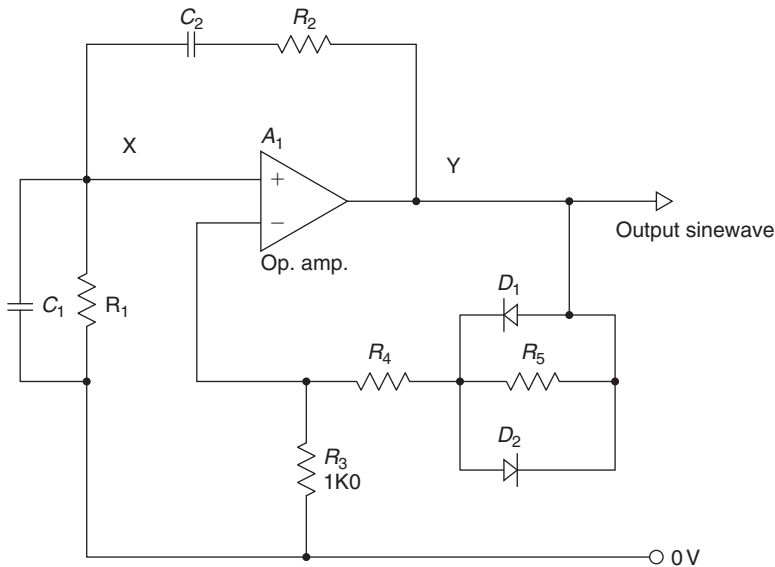 C2
R2
X
A1
Y
+
−
Output sinewave
Op. amp.
C1
R1
D1
R4
R5
D2
R3
1K0
0 V